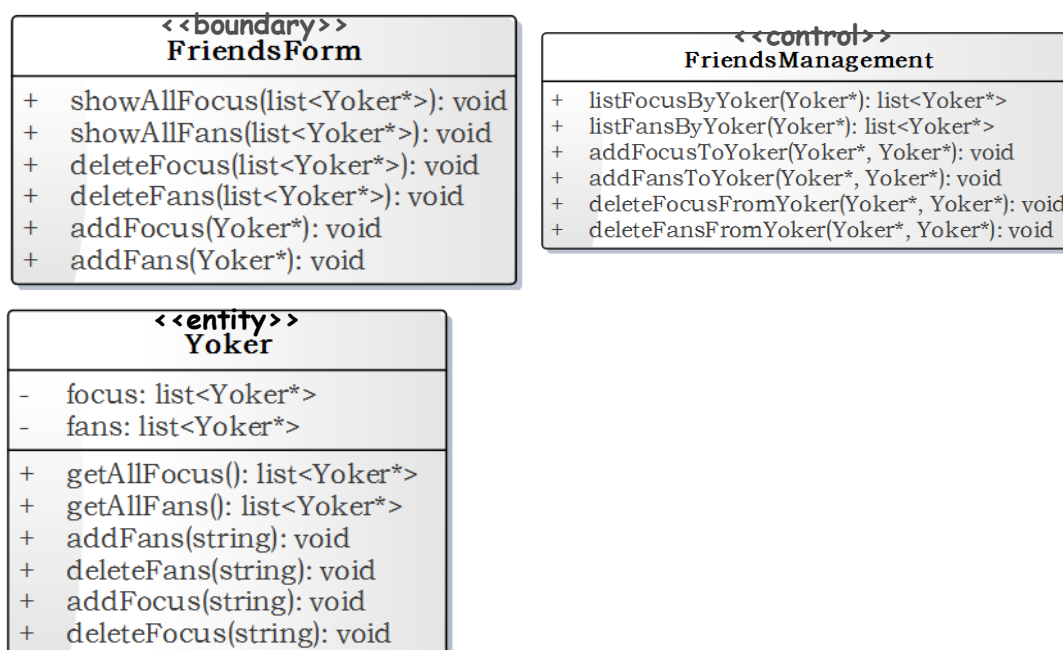 <<boundary>>
FriendsForm
+ showAllFocus(list<Yoker*>): void
+ showAllFans(list<Yoker*>): void
+ deleteFocus(list<Yoker*>): void
+ deleteFans(list<Yoker*>): void
+ addFocus(Yoker*): void
+ addFans(Yoker*): void
<<control>>
FriendsManagement
+ listFocusByYoker(Yoker*): list<Yoker*>
+ listFansByYoker(Yoker*): list<Yoker*>
+ addFocusToYoker(Yoker*, Yoker*): void
+ addFansToYoker(Yoker*, Yoker*): void
+ deleteFocusFromYoker(Yoker*, Yoker*): void
+ deleteFansFromYoker(Yoker*, Yoker*): void
<<entity>>
Yoker
- focus: list<Yoker*>
- fans: list<Yoker*>
+ getAllFocus(): list<Yoker*>
+ getAllFans(): list<Yoker*>
+ addFans(string): void
+ deleteFans(string): void
+ addFocus(string): void
+ deleteFocus(string): void